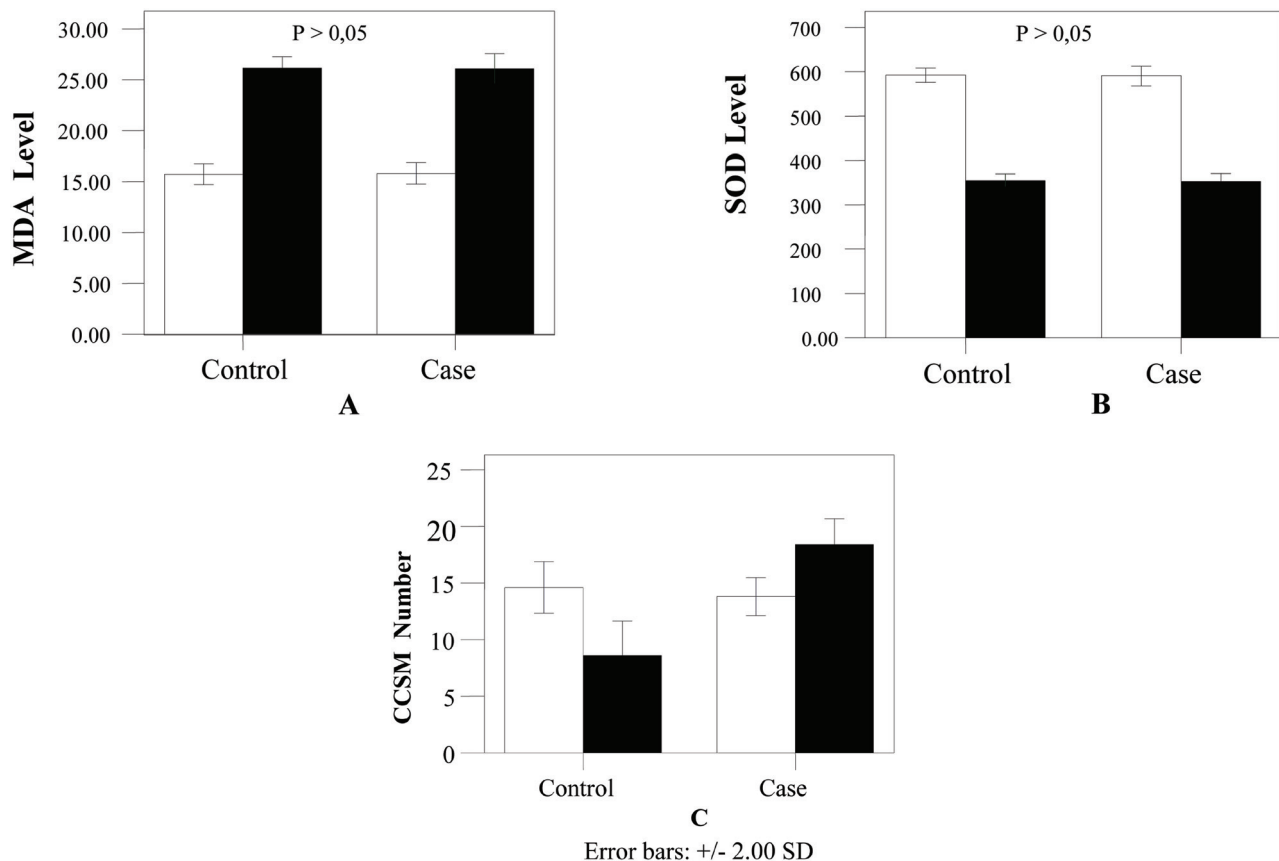 P > 0,05
30.00
25.00
20.00
15.00
10.00
5.00
0.00
MDA Level
Control Case
A
P > 0,05
700
600
500
400
300
200
100
0.00
SOD Level
Control Case
B
25
20
15
10
5
0
CCSM Number
Control Case
C
Error bars: +/- 2.00 SD